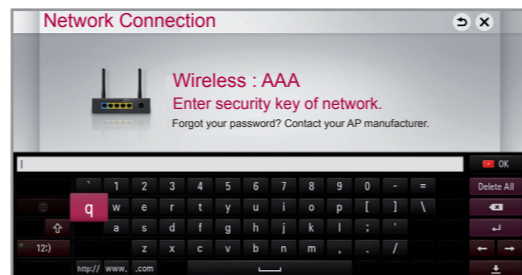 Network Connection
Wireless : AAA
Enter security key of network.
Forgot your password? Contact your AP manufacturer.
OK
` 1 2 3 4 5 6 7 8 9 0 - = Delete All
q w e r t y u i o p [ ] \
a s d f g h j k l ; '
12:) z x c v b n m , . /
http:// www. .com